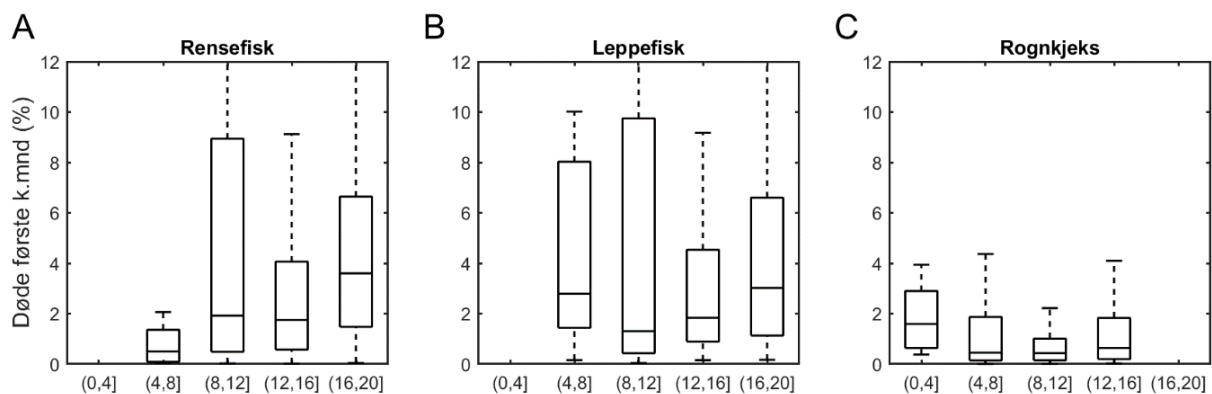 A
Rensefisk
Døde første k.mnd (%)
12
10
8
6
4
2
0
(0,4] (4,8] (8,12] (12,16] (16,20]
B
Leppefisk
12
10
8
6
4
2
0
(0,4] (4,8] (8,12] (12,16] (16,20]
C
Rognkjeks
12
10
8
6
4
2
0
(0,4] (4,8] (8,12] (12,16] (16,20]